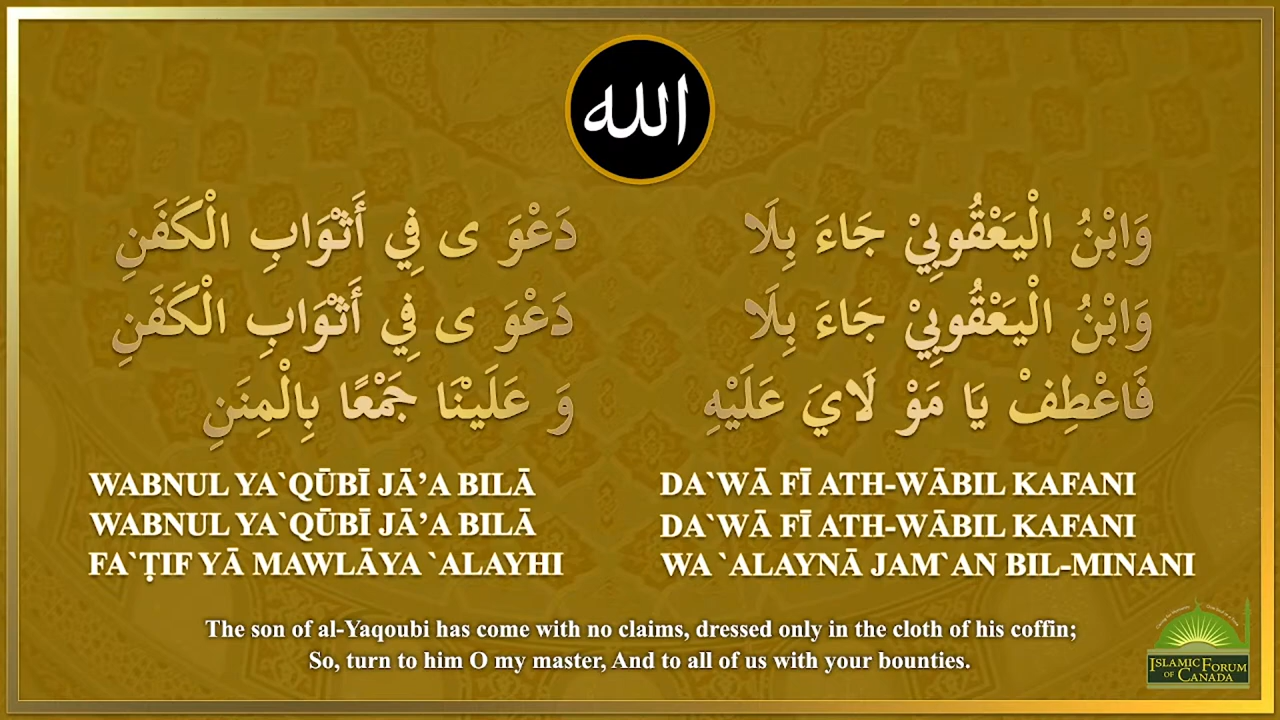 الله
وَابْنُ الْيَعْقُوبِيْ جَاءَ بِلَا دَعْوَ ى فِي أَثْوَابِ الْكَفَنِ
وَابْنُ الْيَعْقُوبِيْ جَاءَ بِلَا دَعْوَ ى فِي أَثْوَابِ الْكَفَنِ
فَاعْطِفْ يَا مَوْ لَايَ عَلَيْهِ وَ عَلَيْنَا جَمْعًا بِالْمِنَنِ
WABNUL YA`QŪBĪ JĀ’A BILĀ DA`WĀ FĪ ATH-WĀBIL KAFANI
WABNUL YA`QŪBĪ JĀ’A BILĀ DA`WĀ FĪ ATH-WĀBIL KAFANI
FA`ṬIF YĀ MAWLĀYA `ALAYHI WA `ALAYNĀ JAM`AN BIL-MINANI
The son of al-Yaqoubi has come with no claims, dressed only in the cloth of his coffin;
So, turn to him O my master, And to all of us with your bounties.
ISLAMIC FORUM
OF CANADA